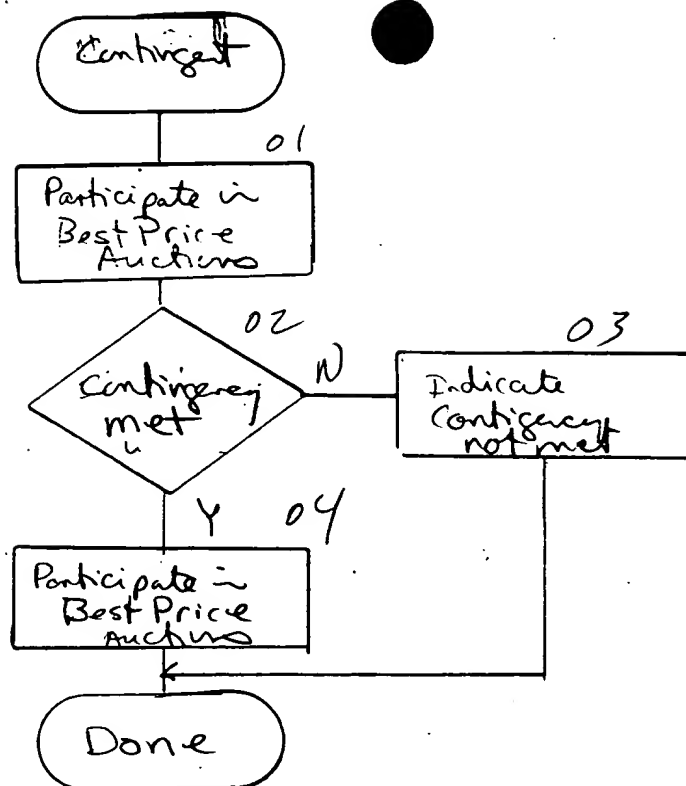 Contingent
01
Participate in
Best Price
Auctions
02
Contingency
met
N
03
Indicate
Contigency
not met
Y
04
Participate in
Best Price
Auctions
Done